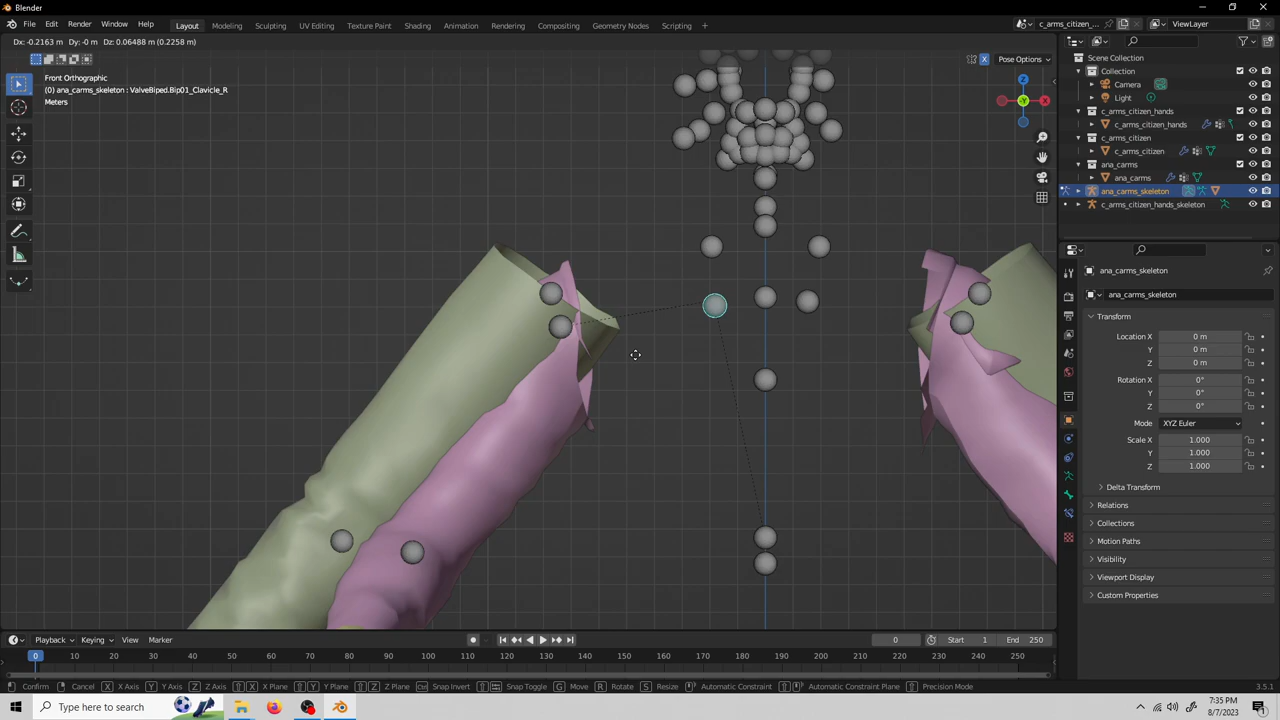 Blender
File Edit Render Window Help Layout Modeling Sculpting UV Editing Texture Paint Shading Animation Rendering Compositing Geometry Nodes Scripting + c_arms_citizen_... ViewLayer
Dx: -0.2163 m Dy: -0 m Dz: 0.06488 m (0.2258 m)
X Pose Options
Front Orthographic
(0) ana_carms_skeleton : ValveBiped.Bip01_Clavicle_R
Meters
Z
X
Y
Scene Collection
Collection
Camera
Light
c_arms_citizen_hands
c_arms_citizen_hands
c_arms_citizen
c_arms_citizen
ana_carms
ana_carms
ana_carms_skeleton
c_arms_citizen_hands_skeleton
ana_carms_skeleton
ana_carms_skeleton
Transform
Location X 0 m
Y 0 m
Z 0 m
Rotation X 0°
Y 0°
Z 0°
Mode XYZ Euler
Scale X 1.000
Y 1.000
Z 1.000
Delta Transform
Relations
Collections
Motion Paths
Visibility
Viewport Display
Custom Properties
Playback Keying View Marker 0 Start 1 End 250
0 10 20 30 40 50 60 70 80 90 100 110 120 130 140 150 160 170 180 190 200 210 220 230 240 250
Confirm Cancel X X Axis Y Y Axis Z Z Axis X X Plane Y Y Plane Z Z Plane Ctrl Snap Invert Snap Toggle G Move R Rotate S Resize Automatic Constraint Automatic Constraint Plane Precision Mode
3.5.1
Type here to search
7:35 PM
8/7/2023